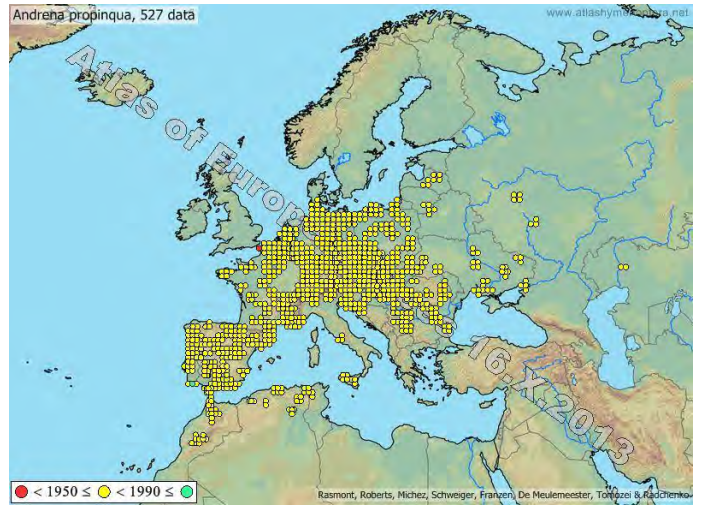 Andrena propinqua, 527 data
www.atlashymenoptera.net
Atlas of Europe
16.X.2013
< 1950 ≤ < 1990 ≤
Rasmont, Roberts, Michez, Schweiger, Franzen, De Meulemeester, Tomozei & Radchenko